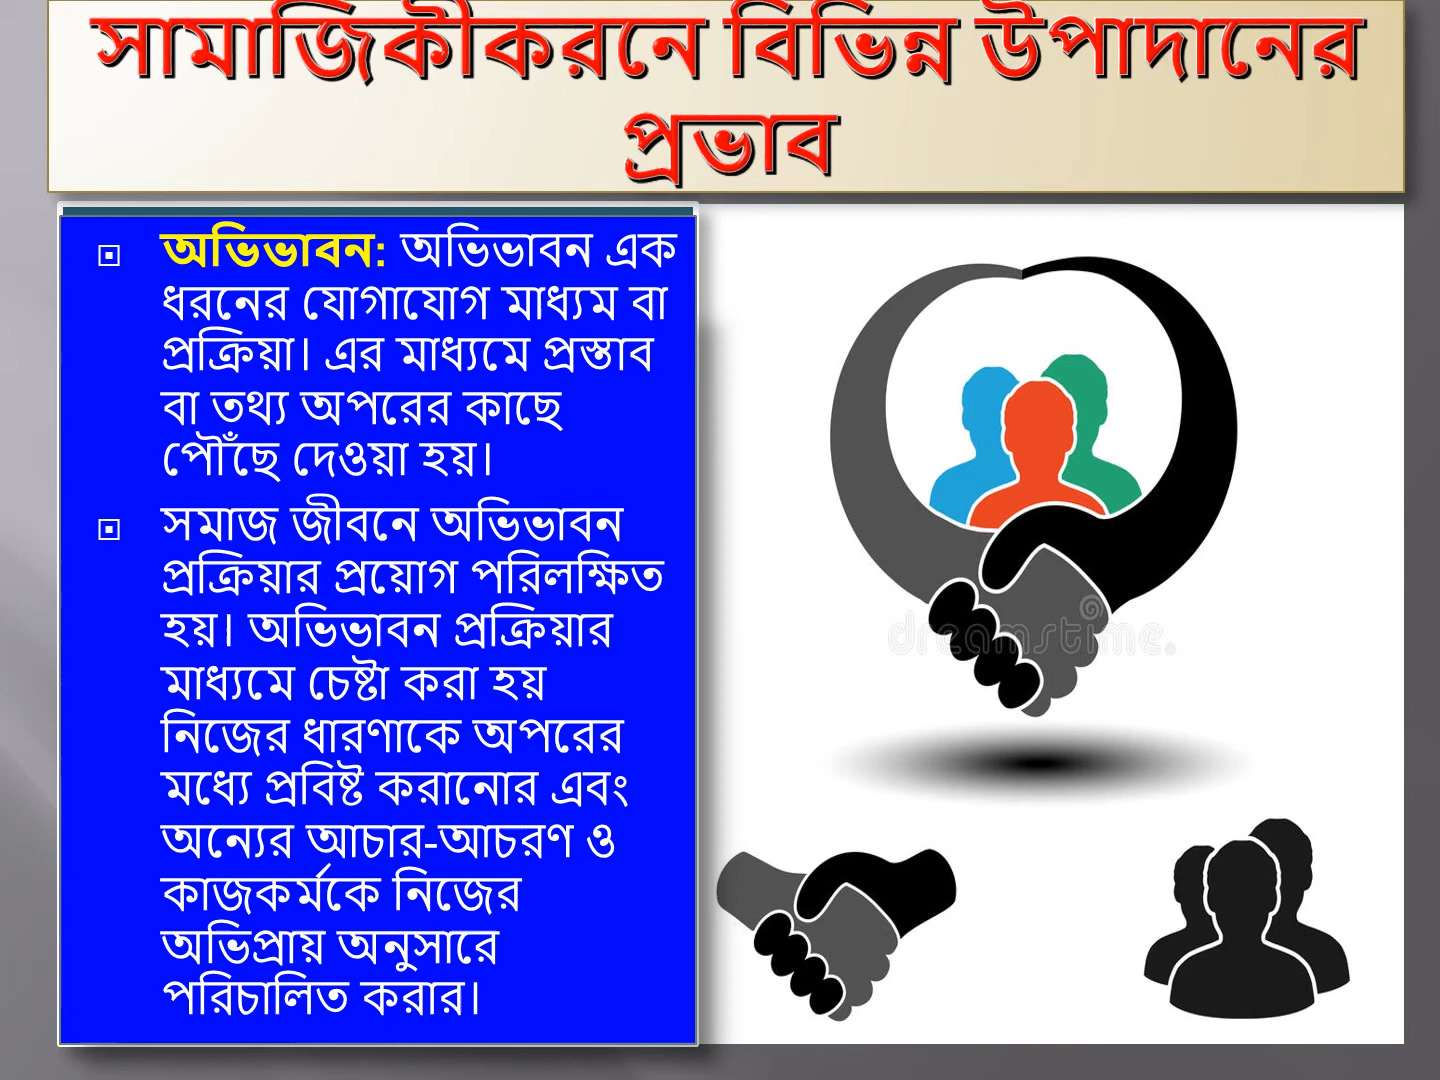 সামাজিকীকরনে বিভিন্ন উপাদানের
প্রভাব
অভিভাবন: অভিভাবন এক
ধরনের যোগাযোগ মাধ্যম বা
প্রক্রিয়া। এর মাধ্যমে প্রস্তাব
বা তথ্য অপরের কাছে
পৌঁছে দেওয়া হয়।
সমাজ জীবনে অভিভাবন
প্রক্রিয়ার প্রয়োগ পরিলক্ষিত
হয়। অভিভাবন প্রক্রিয়ার
মাধ্যমে চেষ্টা করা হয়
নিজের ধারণাকে অপরের
মধ্যে প্রবিষ্ট করানোর এবং
অন্যের আচার-আচরণ ও
কাজকর্মকে নিজের
অভিপ্রায় অনুসারে
পরিচালিত করার।
dreamstime.